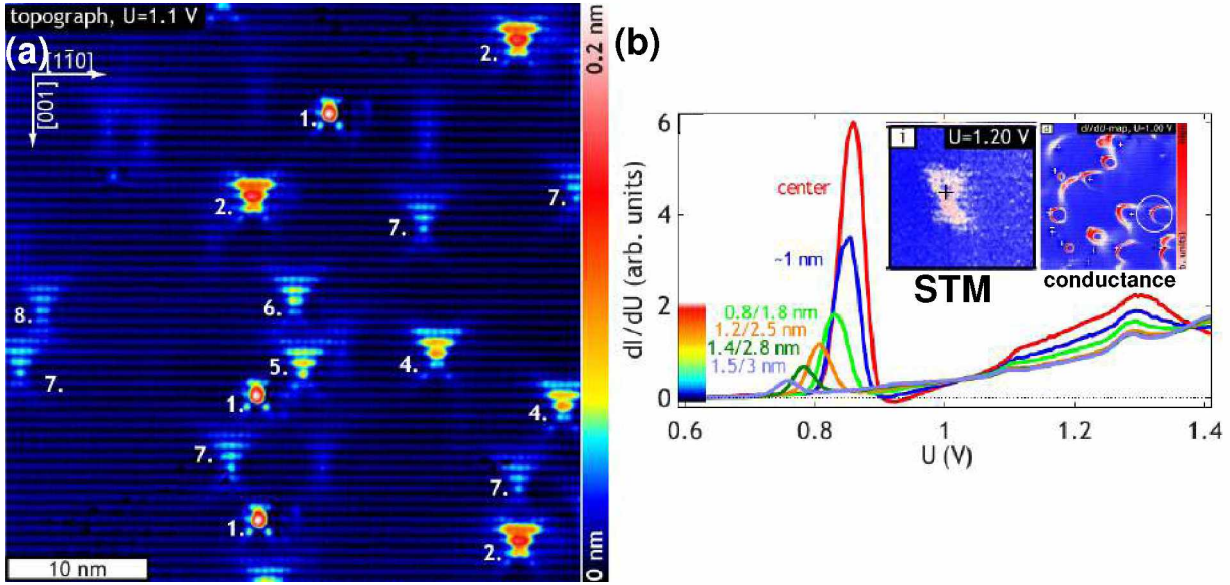 topograph, U=1.1 V
(a)
[1ī0]
[001]
2.
1.
2.
7.
7.
6.
8.
4.
5.
7.
1.
4.
7.
7.
1.
2.
10 nm
0.2 nm
0 nm
(b)
dI/dU (arb. units)
6
4
2
0
0.6
0.8
1.0
1.2
1.4
U (V)
center
~1 nm
0.8/1.8 nm
1.2/2.5 nm
1.4/2.8 nm
1.5/3 nm
U=1.20 V
STM
dI/dU-map, U=1.00 V
conductance